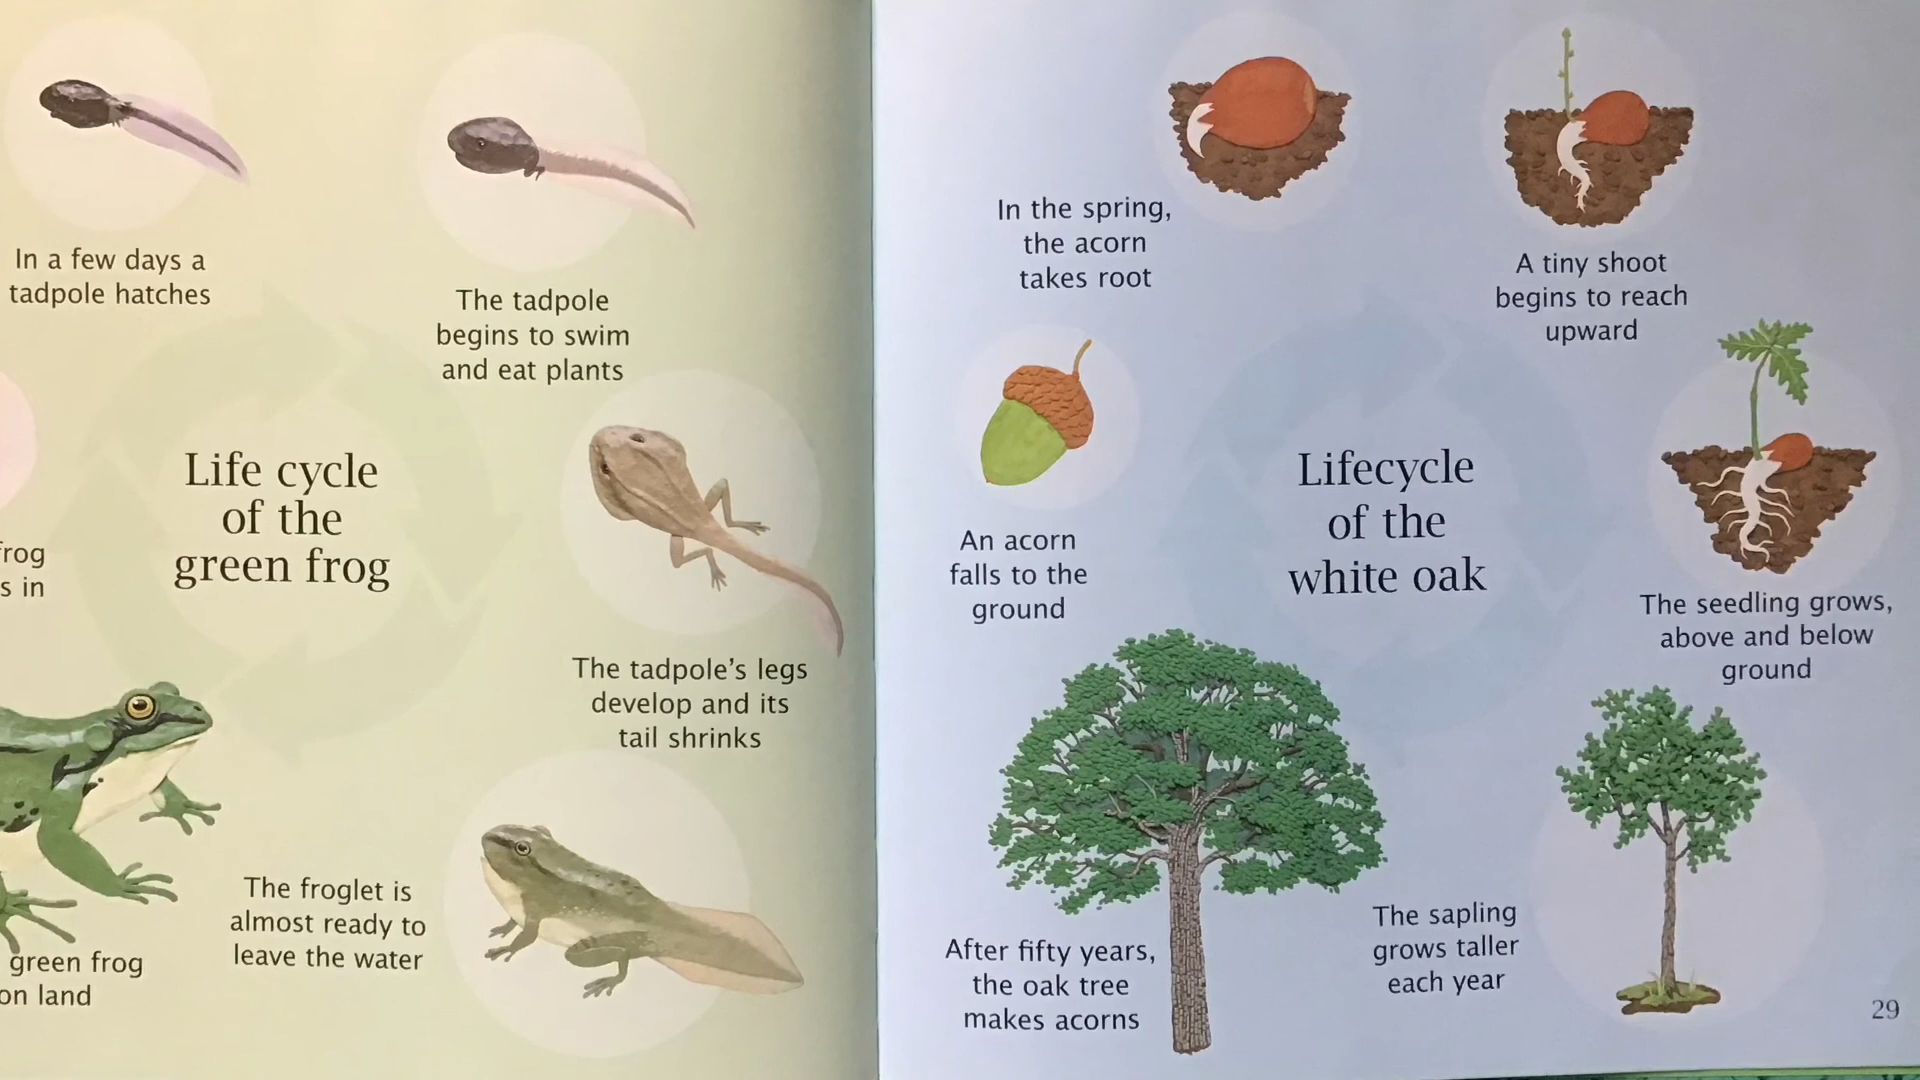 In a few days a
tadpole hatches
The tadpole
begins to swim
and eat plants
Life cycle
of the
green frog
frog
s in
The tadpole's legs
develop and its
tail shrinks
The froglet is
almost ready to
leave the water
green frog
on land
In the spring,
the acorn
takes root
A tiny shoot
begins to reach
upward
An acorn
falls to the
ground
Lifecycle
of the
white oak
The seedling grows,
above and below
ground
After fifty years,
the oak tree
makes acorns
The sapling
grows taller
each year
29